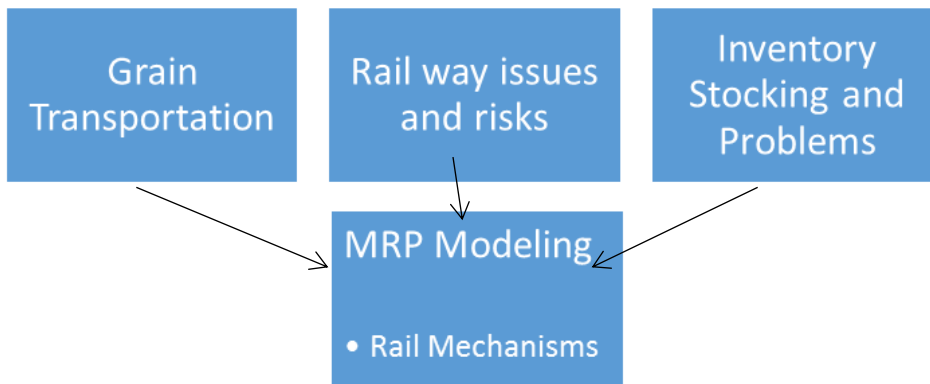 Grain
Transportation
Rail way issues
and risks
Inventory
Stocking and
Problems
MRP Modeling
• Rail Mechanisms